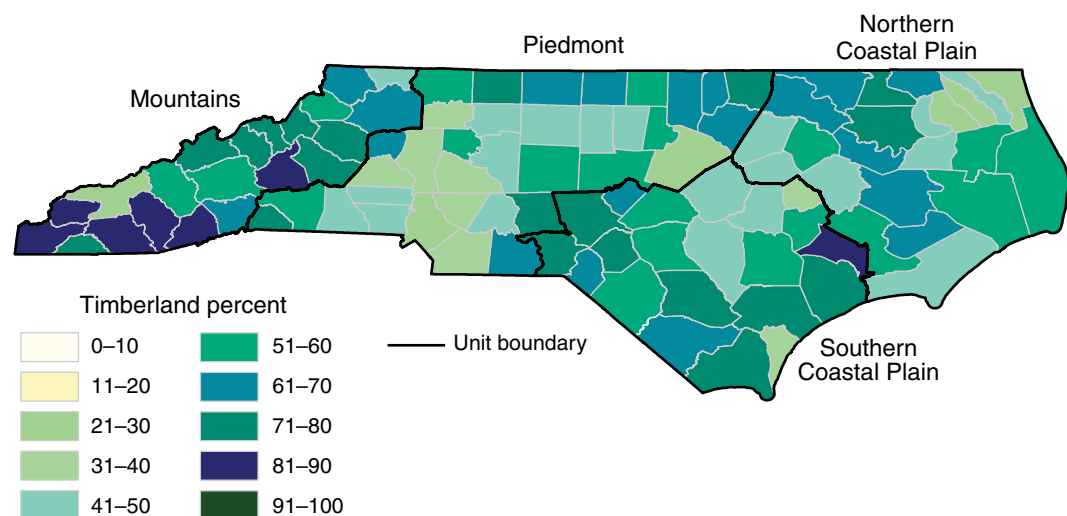 Northern
Coastal Plain
Piedmont
Mountains
Timberland percent
0–10
11–20
21–30
31–40
41–50
51–60
61–70
71–80
81–90
91–100
Unit boundary
Southern
Coastal Plain